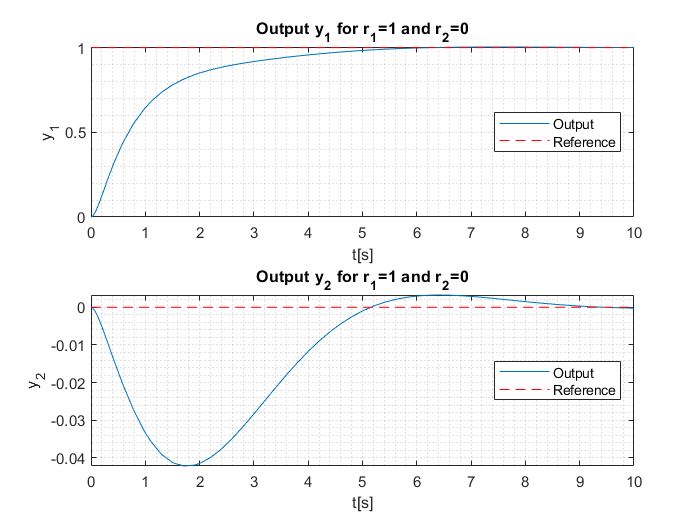 Output y₁ for r₁=1 and r₂=0
1
0.5
0
y₁
Output
Reference
0 1 2 3 4 5 6 7 8 9 10
t[s]
Output y₂ for r₁=1 and r₂=0
0
-0.01
-0.02
-0.03
-0.04
y₂
Output
Reference
0 1 2 3 4 5 6 7 8 9 10
t[s]